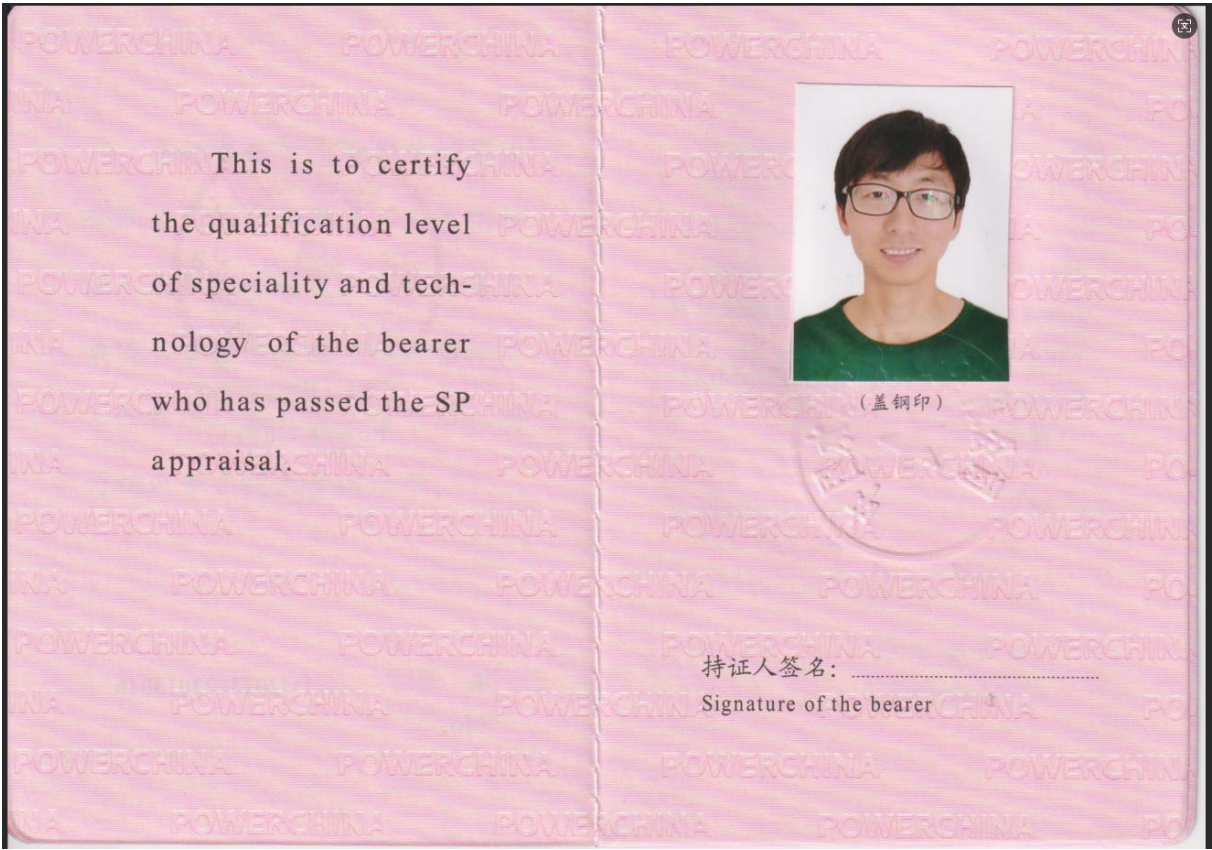 POWERCHINA
This is to certify
the qualification level
of speciality and tech-
nology of the bearer
who has passed the SP
appraisal.
(盖钢印)
持证人签名:
Signature of the bearer